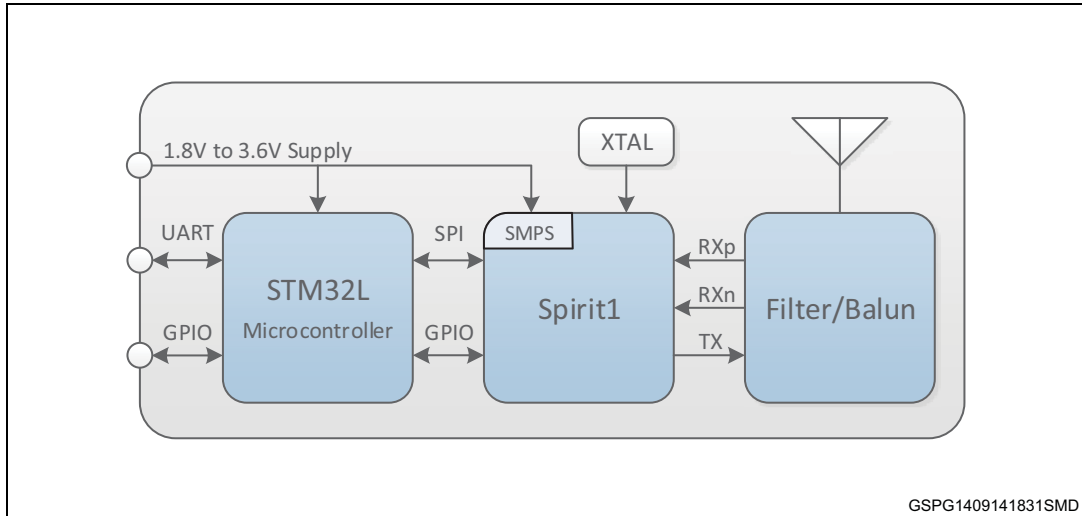 1.8V to 3.6V Supply
XTAL
UART
SPI
SMPS
RXp
STM32L
Microcontroller
Spirit1
RXn
Filter/Balun
GPIO
GPIO
TX
GSPG1409141831SMD